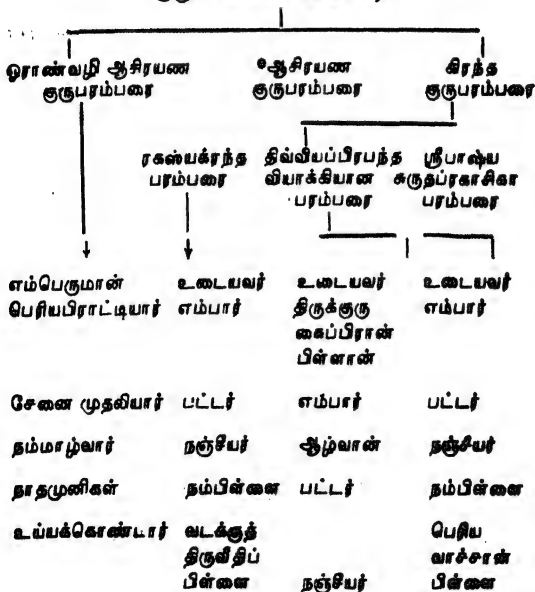 ஓராண்வழி ஆசிரயண ஆசிரயண கிரந்த
குருபரம்பரை குருபரம்பரை குருபரம்பரை
ரகஸ்யக்ரந்த திவ்வியப்பிரபந்த ஸ்ரீபாஷ்ய
பரம்பரை வியாக்கியான சுருதப்ரகாசிகா
பரம்பரை பரம்பரை
எம்பெருமான் உடையவர் உடையவர் உடையவர்
பெரியபிராட்டியார் எம்பார் திருக்குரு எம்பார்
கைப்பிரான்
பிள்ளான்
சேனை முதலியார் பட்டர் எம்பார் பட்டர்
நம்மாழ்வார் நஞ்சீயர் ஆழ்வான் நஞ்சீயர்
நாதமுனிகள் நம்பிள்ளை பட்டர் நம்பிள்ளை
உய்யக்கொண்டார் வடக்குத் பெரிய
திருவீதிப் வாச்சான்
பிள்ளை நஞ்சீயர் பிள்ளை